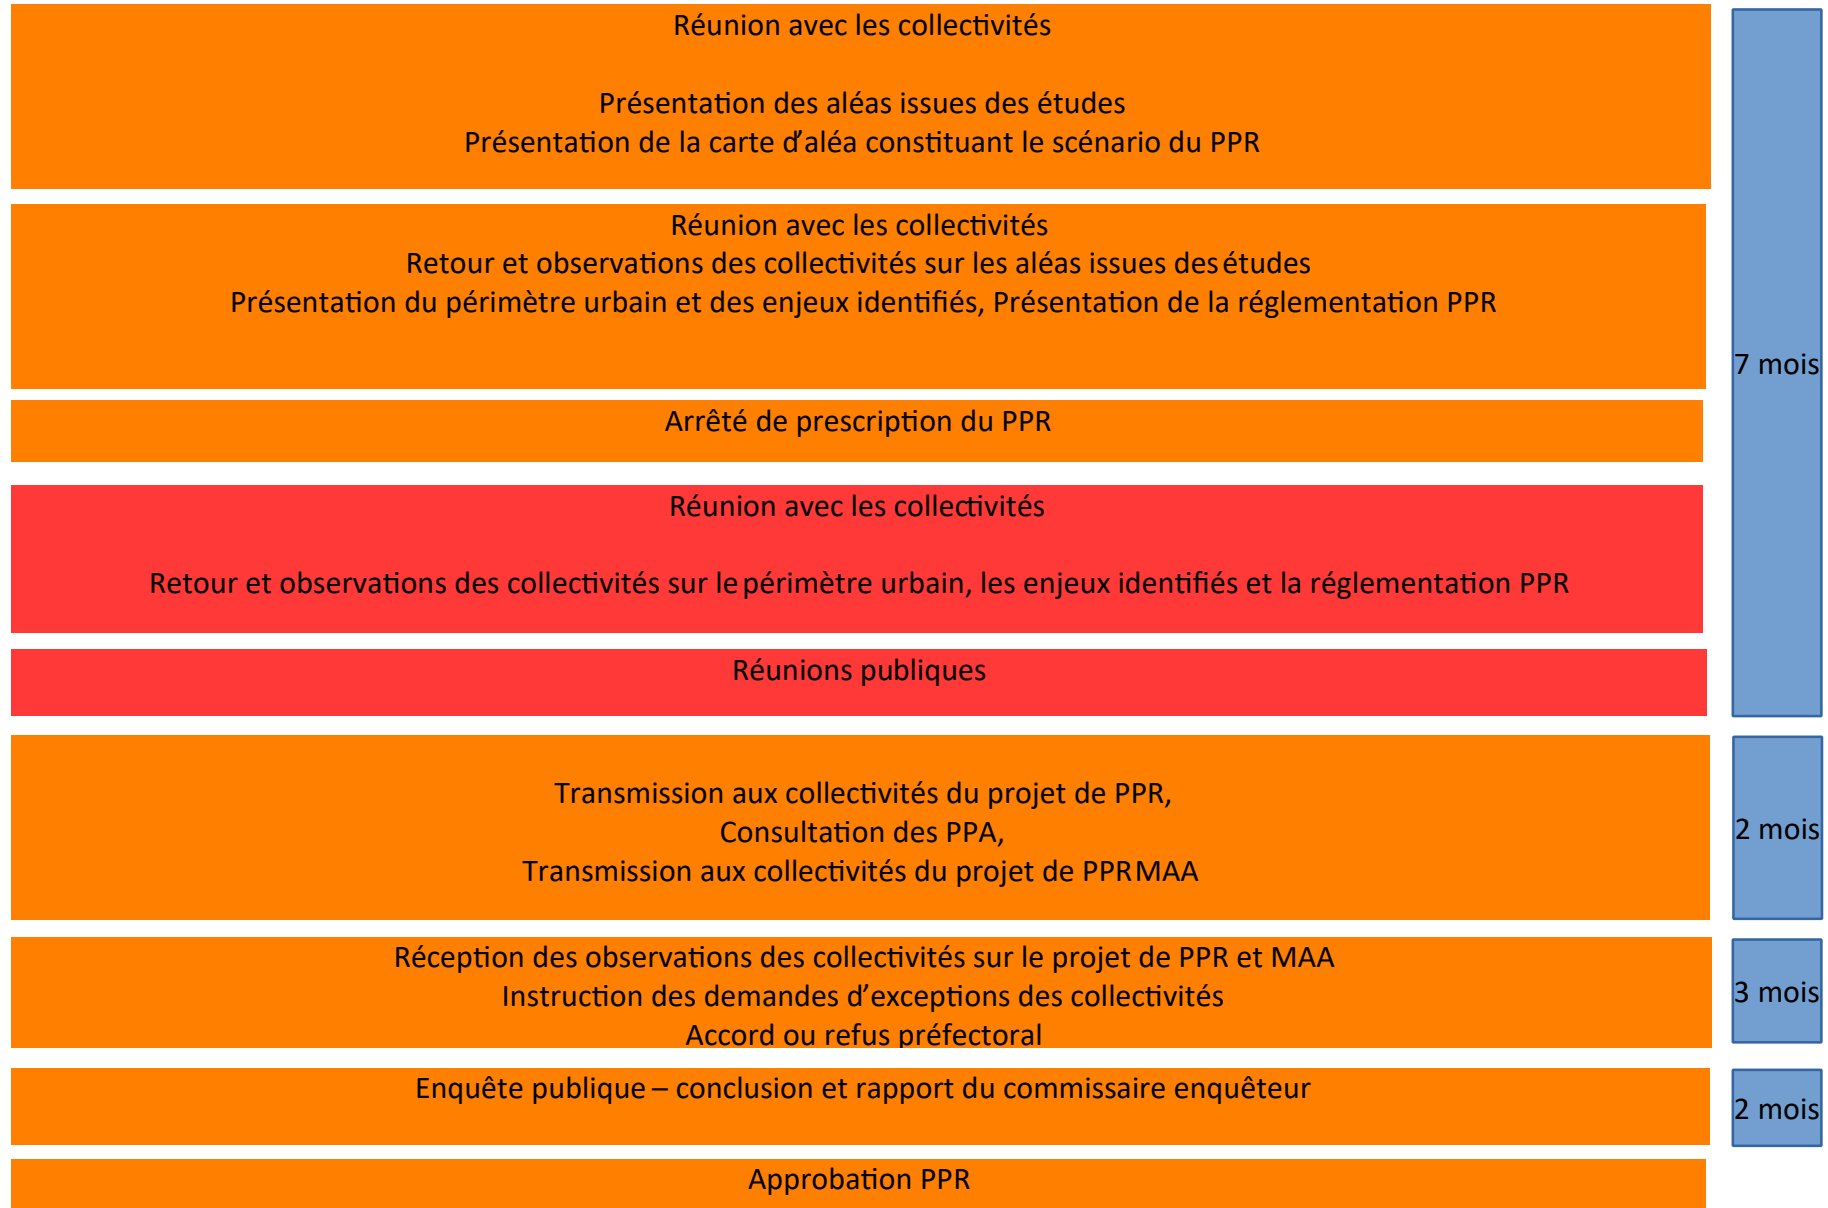 Réunion avec les collectivités
Présentation des aléas issues des études
Présentation de la carte d'aléa constituant le scénario du PPR
Réunion avec les collectivités
Retour et observations des collectivités sur les aléas issues des études
Présentation du périmètre urbain et des enjeux identifiés, Présentation de la réglementation PPR
Arrêté de prescription du PPR
Réunion avec les collectivités
Retour et observations des collectivités sur le périmètre urbain, les enjeux identifiés et la réglementation PPR
Réunions publiques
7 mois
Transmission aux collectivités du projet de PPR,
Consultation des PPA,
Transmission aux collectivités du projet de PPR MAA
2 mois
Réception des observations des collectivités sur le projet de PPR et MAA
Instruction des demandes d'exceptions des collectivités
Accord ou refus préfectoral
3 mois
Enquête publique – conclusion et rapport du commissaire enquêteur
2 mois
Approbation PPR